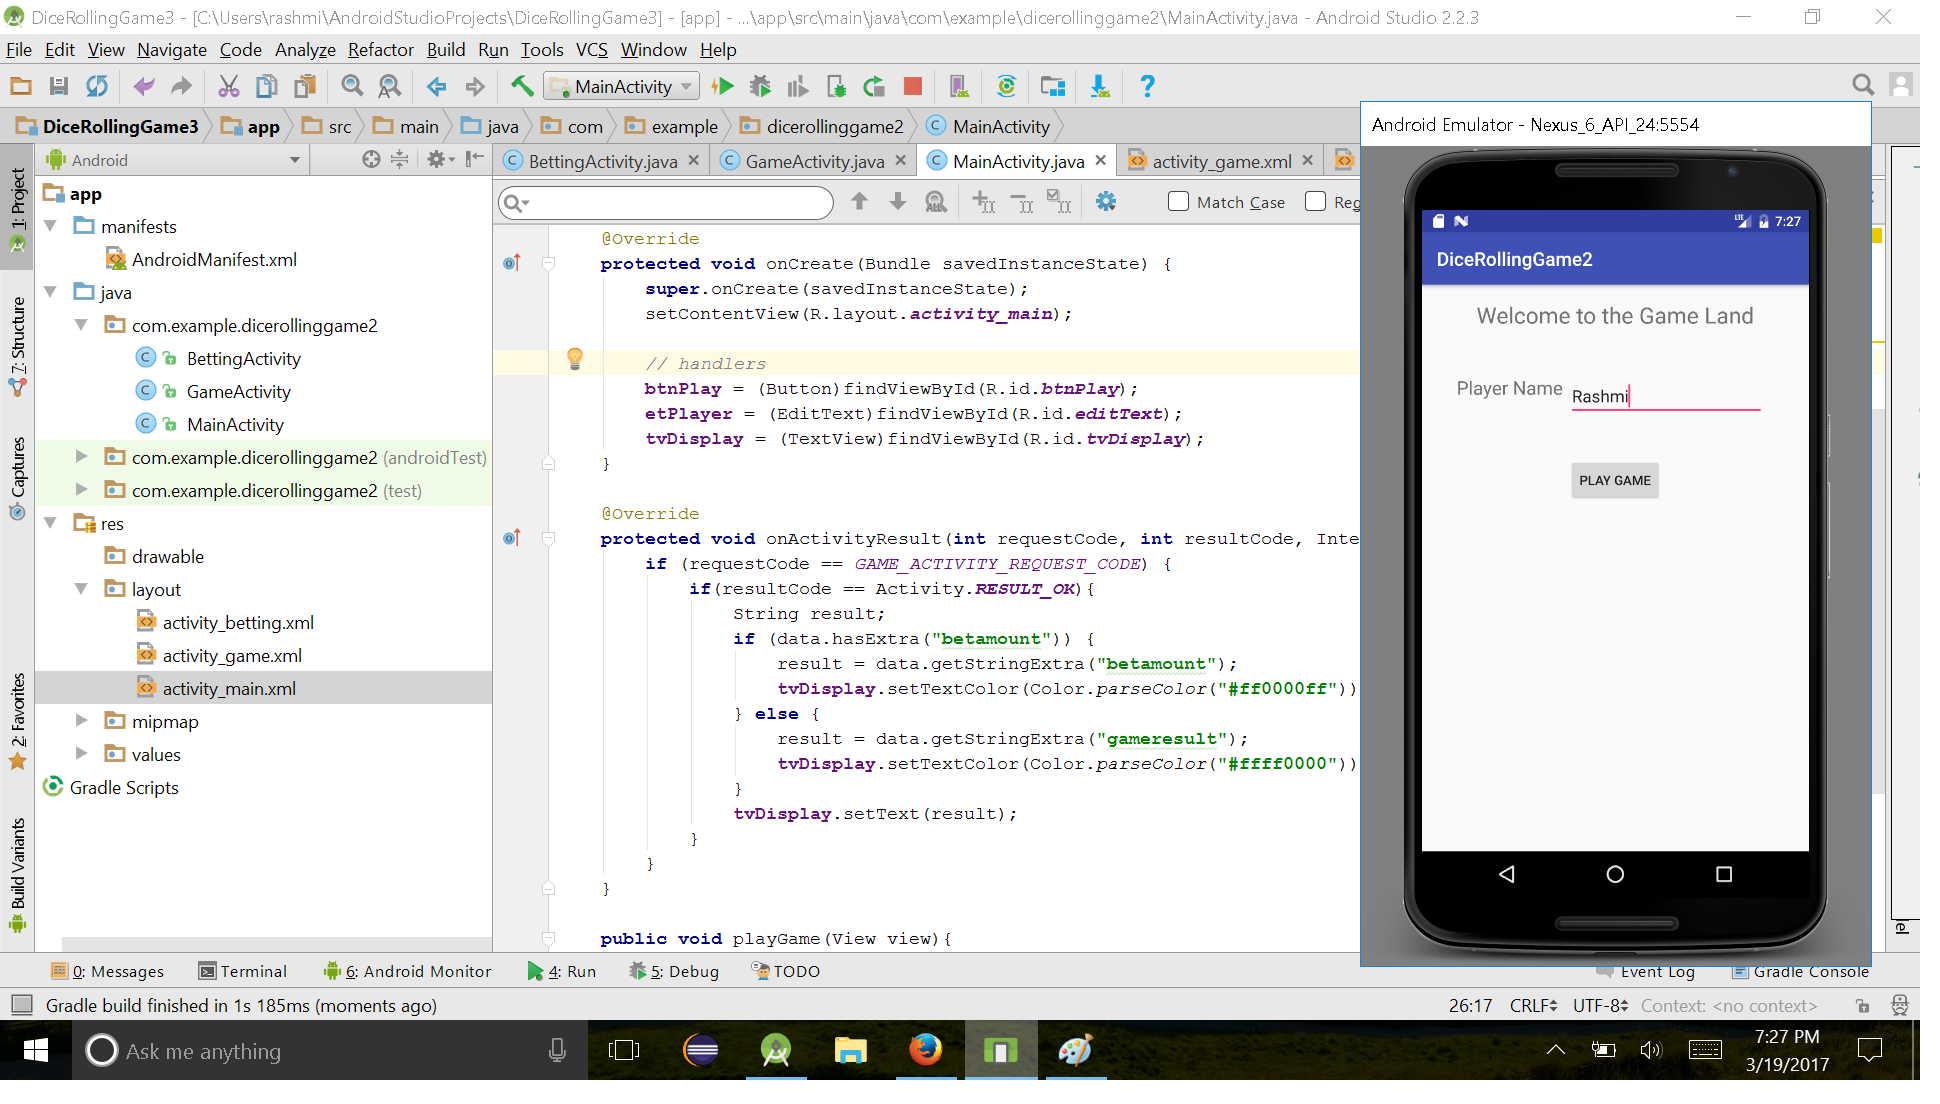 DiceRollingGame3 - [C:\Users\rashmi\AndroidStudioProjects\DiceRollingGame3] - [app] - ...\app\src\main\java\com\example\dicerollinggame2\MainActivity.java - Android Studio 2.2.3
File Edit View Navigate Code Analyze Refactor Build Run Tools VCS Window Help
MainActivity
DiceRollingGame3 app src main java com example dicerollinggame2 MainActivity
Android
BettingActivity.java GameActivity.java MainActivity.java activity_game.xml
Match Case Reg
1: Project
7: Structure
Captures
2: Favorites
Build Variants
app
manifests
AndroidManifest.xml
java
com.example.dicerollinggame2
BettingActivity
GameActivity
MainActivity
com.example.dicerollinggame2 (androidTest)
com.example.dicerollinggame2 (test)
res
drawable
layout
activity_betting.xml
activity_game.xml
activity_main.xml
mipmap
values
Gradle Scripts
@Override
protected void onCreate(Bundle savedInstanceState) {
super.onCreate(savedInstanceState);
setContentView(R.layout.activity_main);
// handlers
btnPlay = (Button)findViewById(R.id.btnPlay);
etPlayer = (EditText)findViewById(R.id.editText);
tvDisplay = (TextView)findViewById(R.id.tvDisplay);
}
@Override
protected void onActivityResult(int requestCode, int resultCode, Inte
if (requestCode == GAME_ACTIVITY_REQUEST_CODE) {
if(resultCode == Activity.RESULT_OK){
String result;
if (data.hasExtra("betamount")) {
result = data.getStringExtra("betamount");
tvDisplay.setTextColor(Color.parseColor("#ff0000ff"))
} else {
result = data.getStringExtra("gameresult");
tvDisplay.setTextColor(Color.parseColor("#ffff0000"))
}
tvDisplay.setText(result);
}
}
}
public void playGame(View view){
Android Emulator - Nexus_6_API_24:5554
LTE 7:27
DiceRollingGame2
Welcome to the Game Land
Player Name Rashmi
PLAY GAME
el
0: Messages Terminal 6: Android Monitor 4: Run 5: Debug TODO Event Log Gradle Console
Gradle build finished in 1s 185ms (moments ago) 26:17 CRLF UTF-8 Context: <no context>
Ask me anything
7:27 PM
3/19/2017